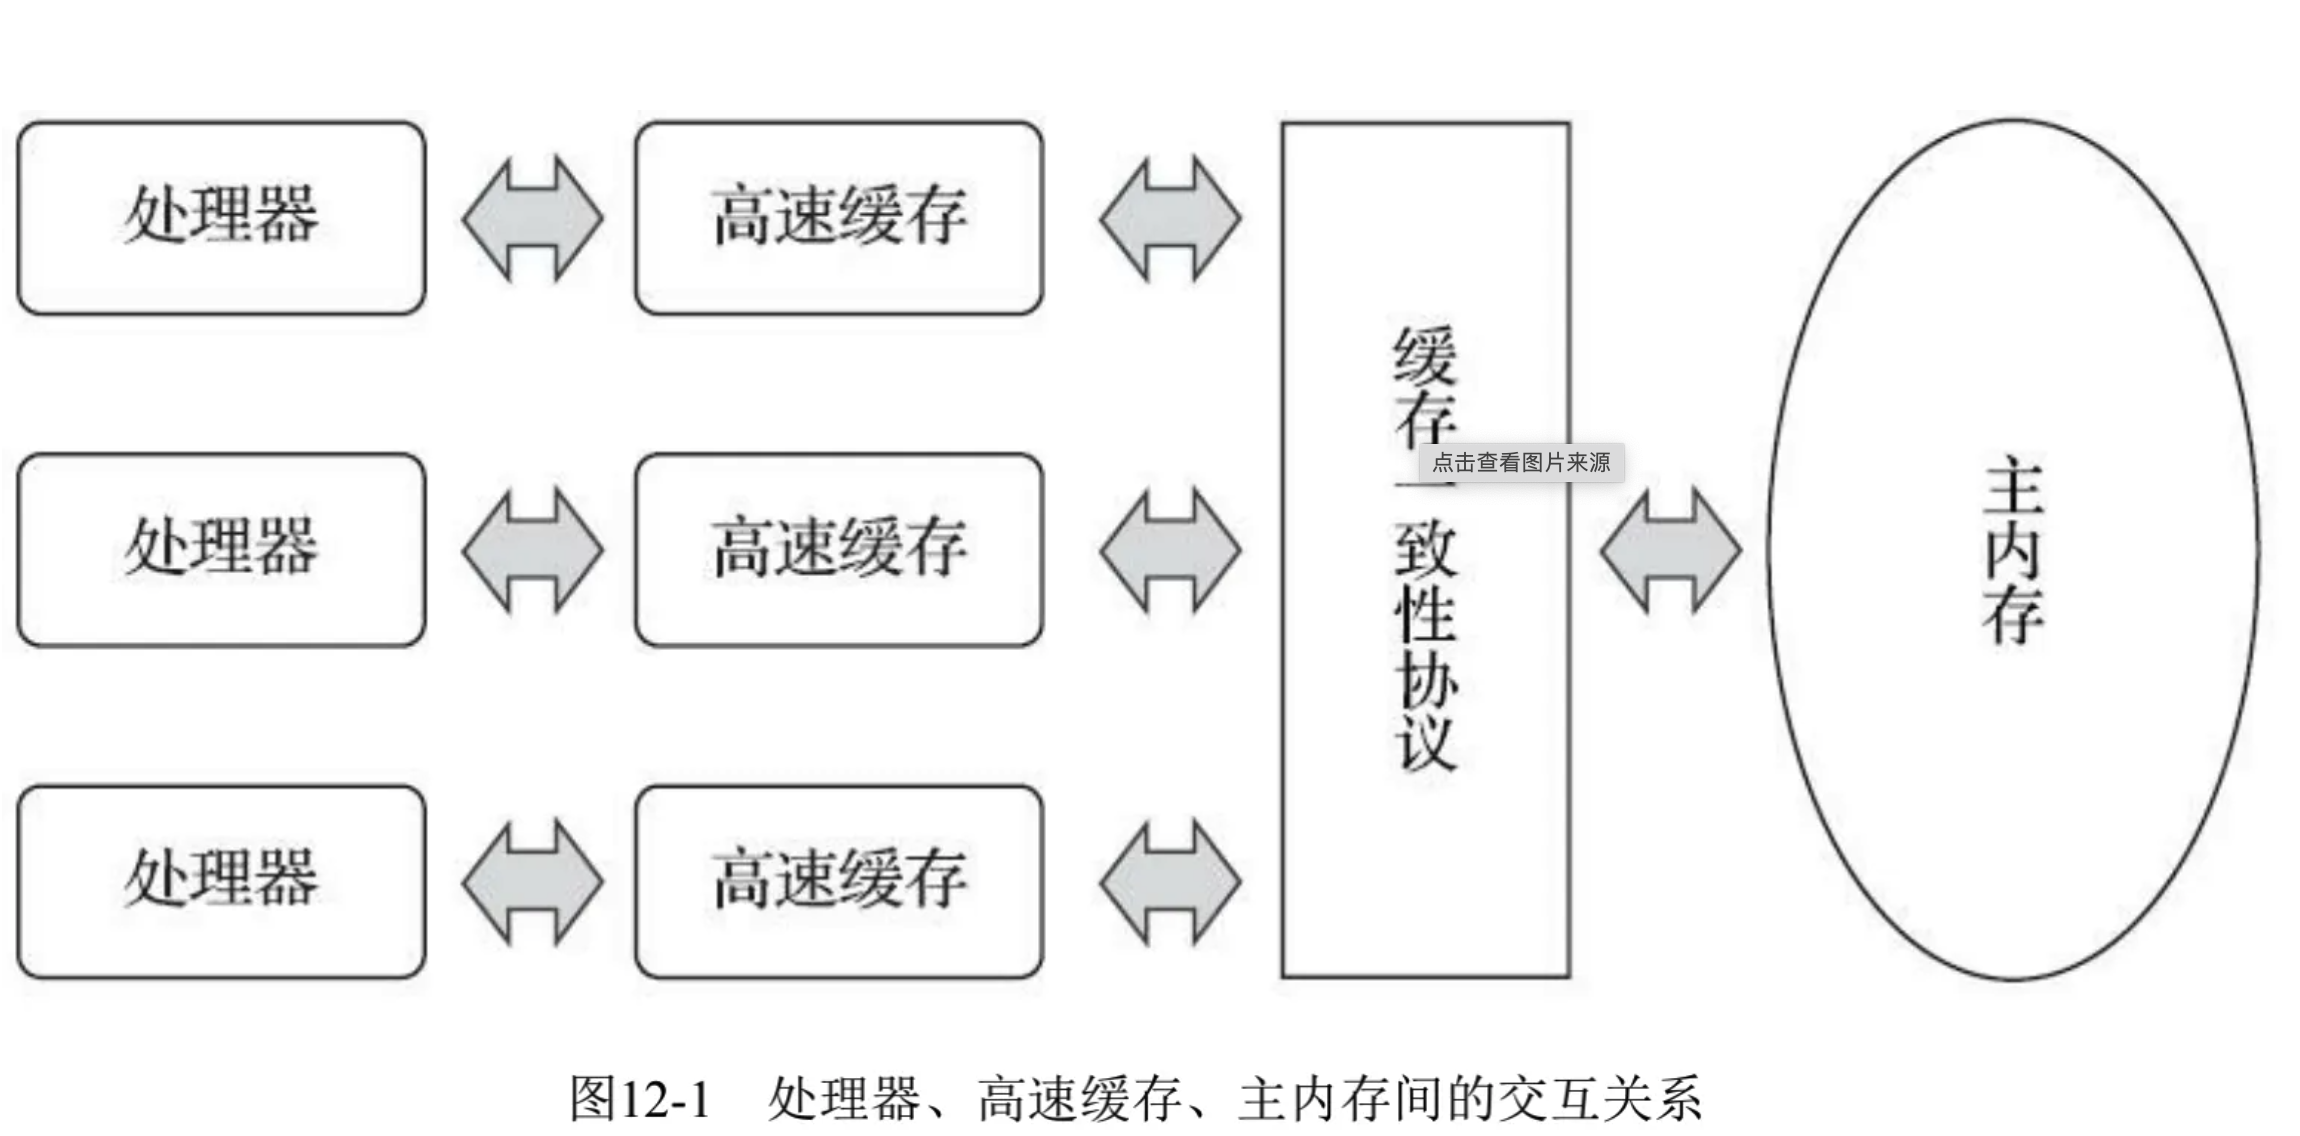 处理器
高速缓存
处理器
高速缓存
处理器
高速缓存
缓存一致性协议
点击查看图片来源
主内存
图12-1 处理器、高速缓存、主内存间的交互关系